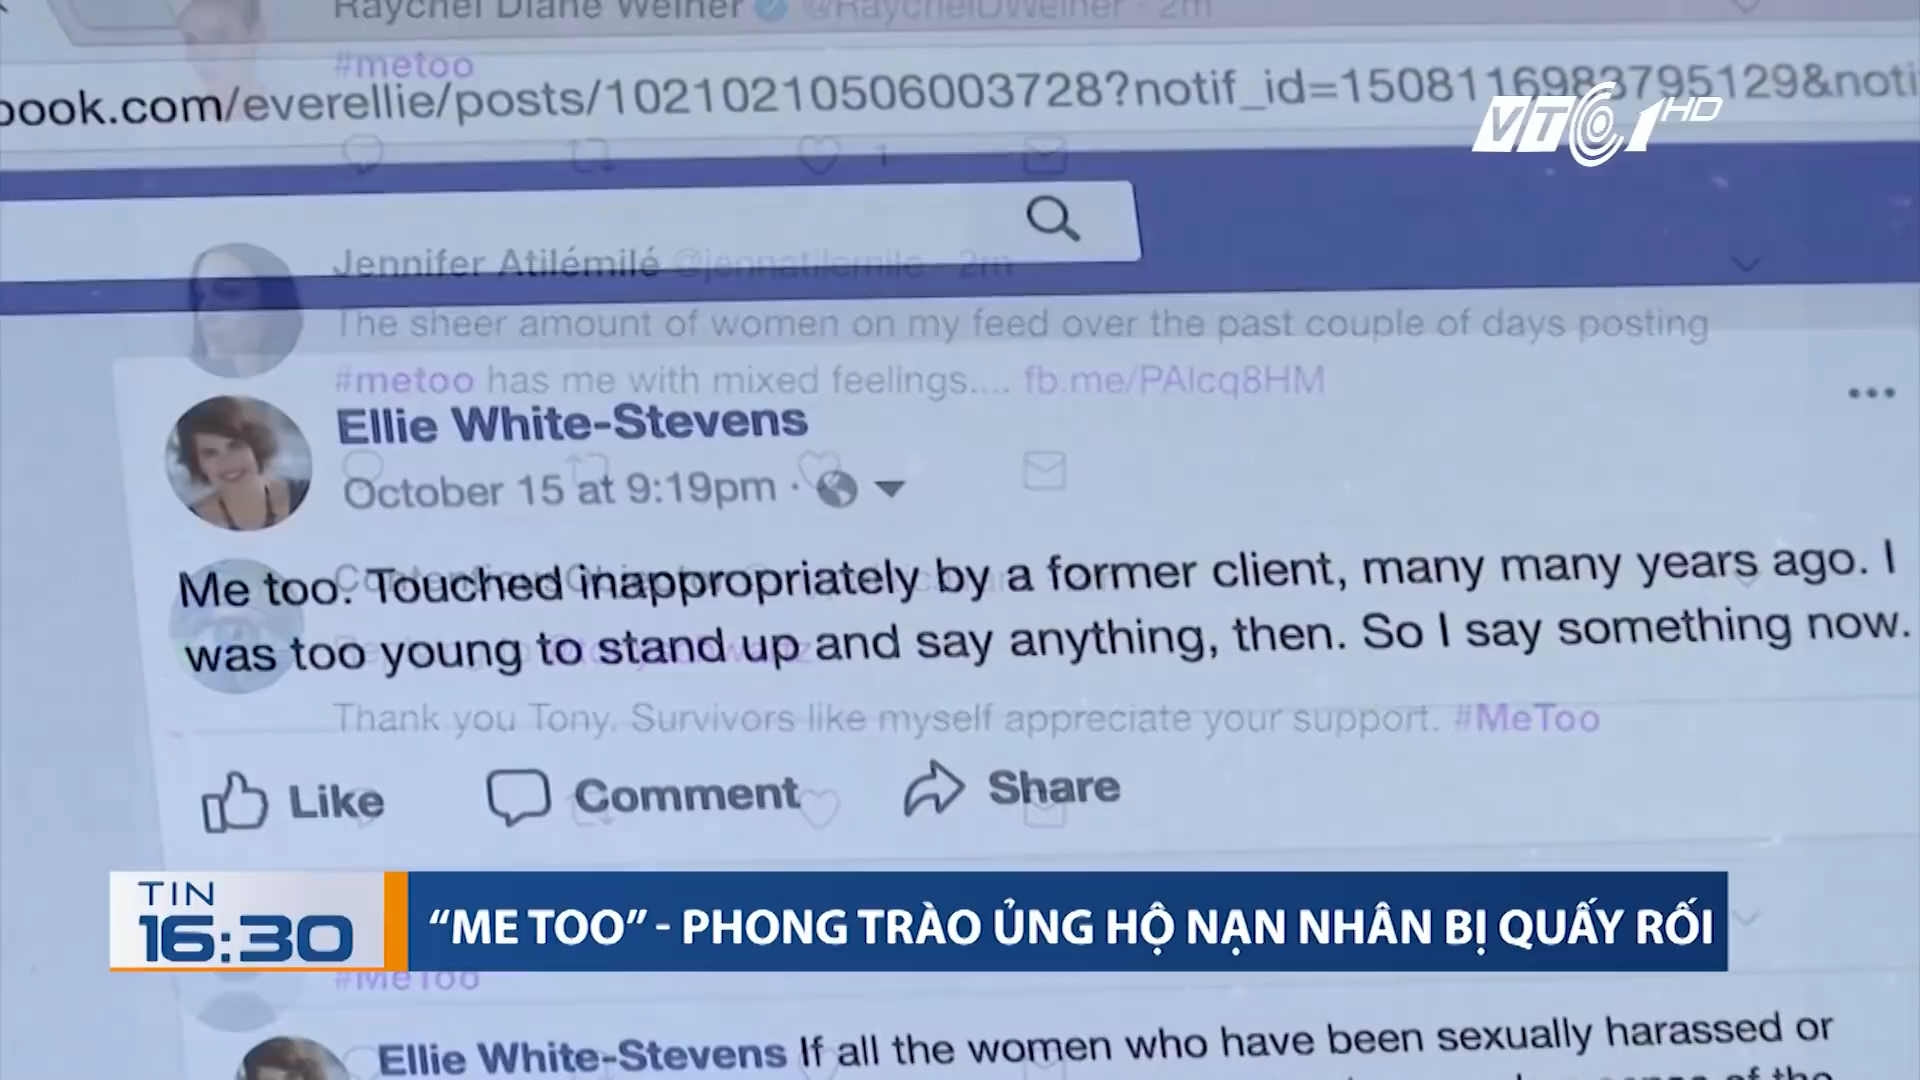 Raychel Diane Weiner @RaychelDWeiner · 2m
#metoo
book.com/everellie/posts/10210210506003728?notif_id=1508116983795129&noti
VTC1 HD
1
Jennifer Atilémilé @jennatilemile · 2m
The sheer amount of women on my feed over the past couple of days posting
#metoo has me with mixed feelings.... fb.me/PAlcq8HM
Ellie White-Stevens
October 15 at 9:19pm ·
Me too. Touched inappropriately by a former client, many many years ago. I
was too young to stand up and say anything, then. So I say something now.
Thank you Tony. Survivors like myself appreciate your support. #MeToo
Like Comment Share
TIN
16:30
“ME TOO” - PHONG TRÀO ỦNG HỘ NẠN NHÂN BỊ QUẤY RỐI
#MeToo
Ellie White-Stevens If all the women who have been sexually harassed or
of the